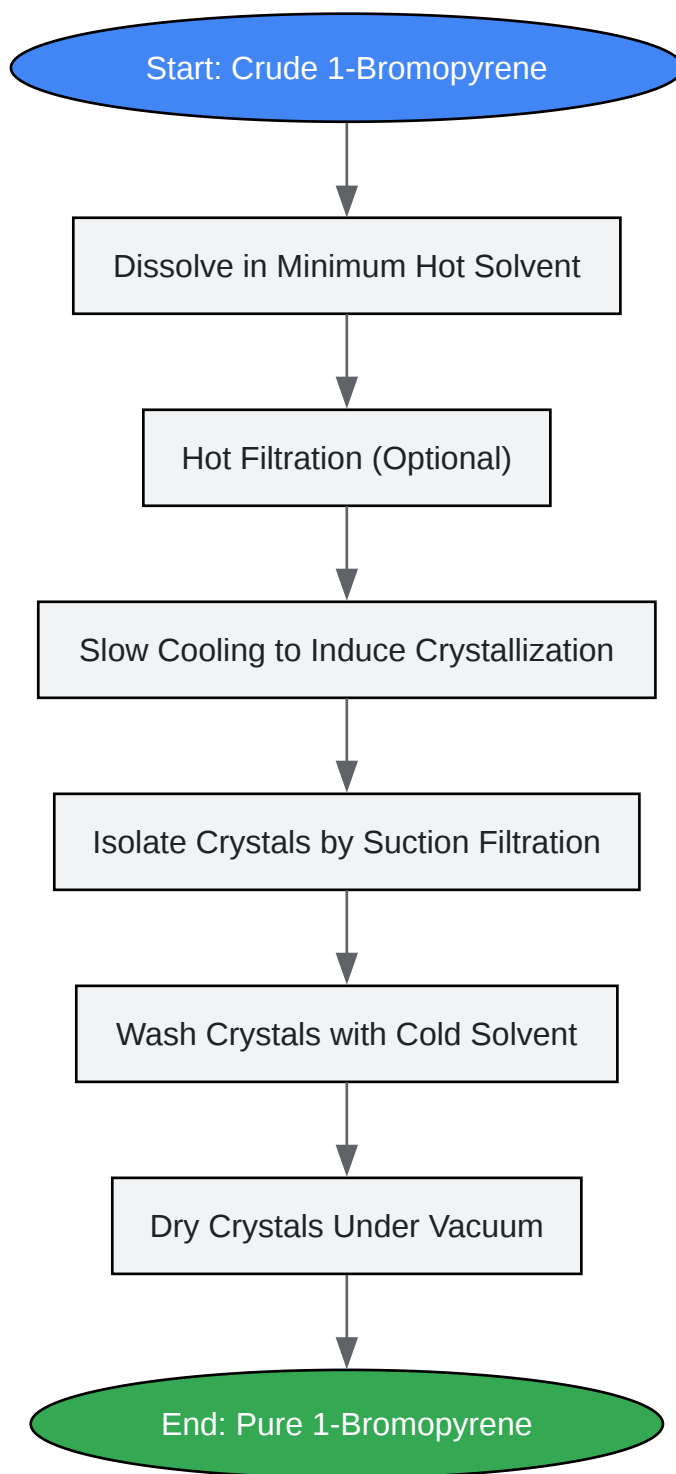 Start: Crude 1-Bromopyrene
Dissolve in Minimum Hot Solvent
Hot Filtration (Optional)
Slow Cooling to Induce Crystallization
Isolate Crystals by Suction Filtration
Wash Crystals with Cold Solvent
Dry Crystals Under Vacuum
End: Pure 1-Bromopyrene